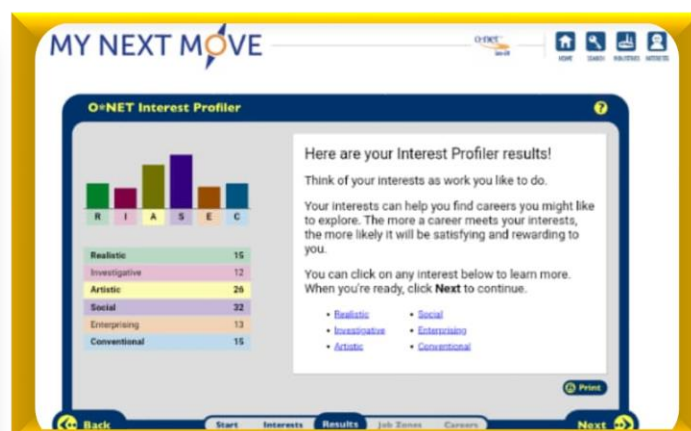 MY NEXT MOVE
o*net
HOME SEARCH INDUSTRIES INTERESTS
O*NET Interest Profiler
?
R I A S E C
Realistic 15
Investigative 12
Artistic 26
Social 32
Enterprising 13
Conventional 15
Here are your Interest Profiler results!
Think of your interests as work you like to do.
Your interests can help you find careers you might like
to explore. The more a career meets your interests,
the more likely it will be satisfying and rewarding to
you.
You can click on any interest below to learn more.
When you're ready, click Next to continue.
• Realistic
• Investigative
• Artistic
• Social
• Enterprising
• Conventional
Print
Back
Start Interests Results Job Zones Careers
Next